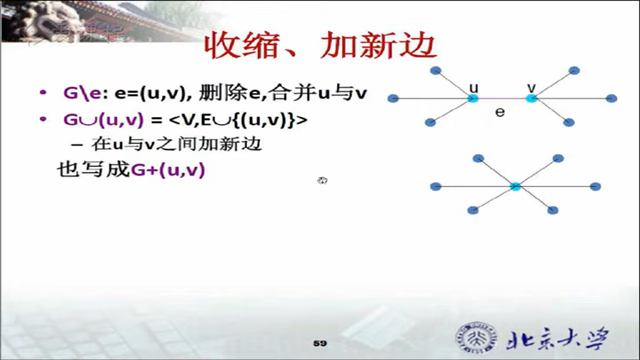 收缩、加新边
• G\e: e=(u,v), 删除e,合并u与v
• G∪(u,v) = <V,E∪{(u,v)}>
– 在u与v之间加新边
也写成G+(u,v)
u v
e
59
北京大学